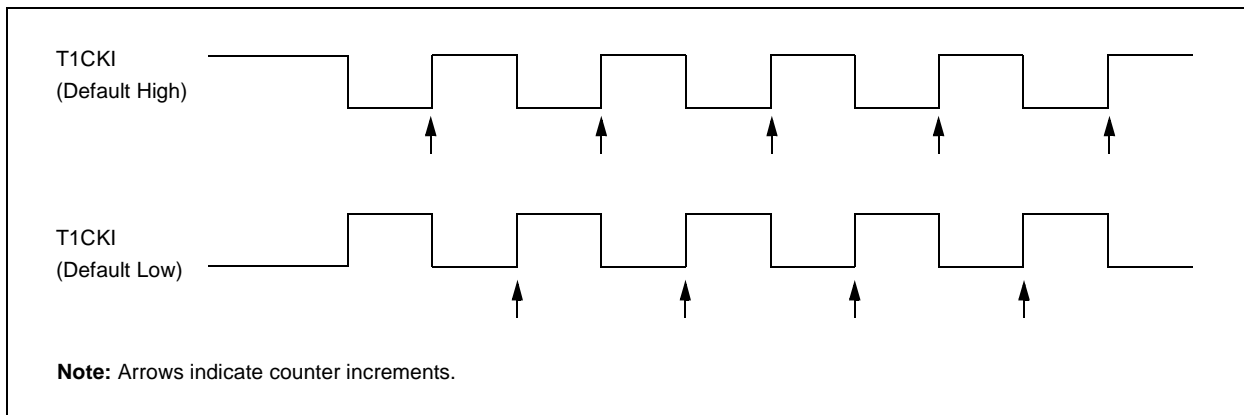 T1CKI
(Default High)
T1CKI
(Default Low)
Note: Arrows indicate counter increments.